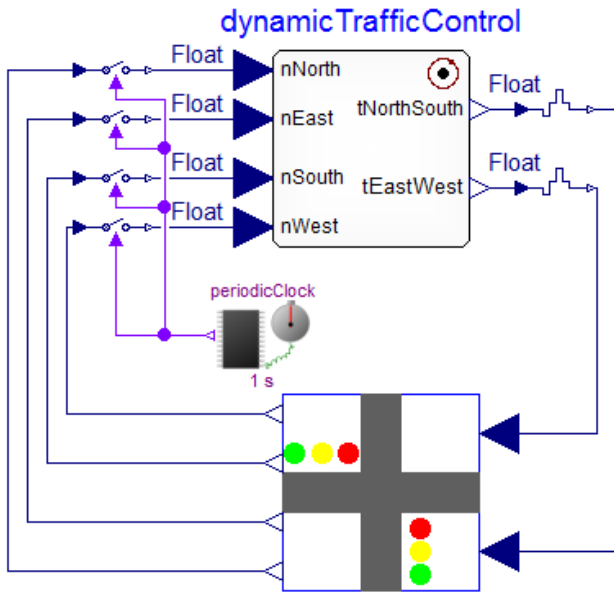 dynamicTrafficControl
Float
nNorth
Float
tNorthSouth
Float
nEast
Float
Float
nSouth
tEastWest
Float
nWest
periodicClock
1 s